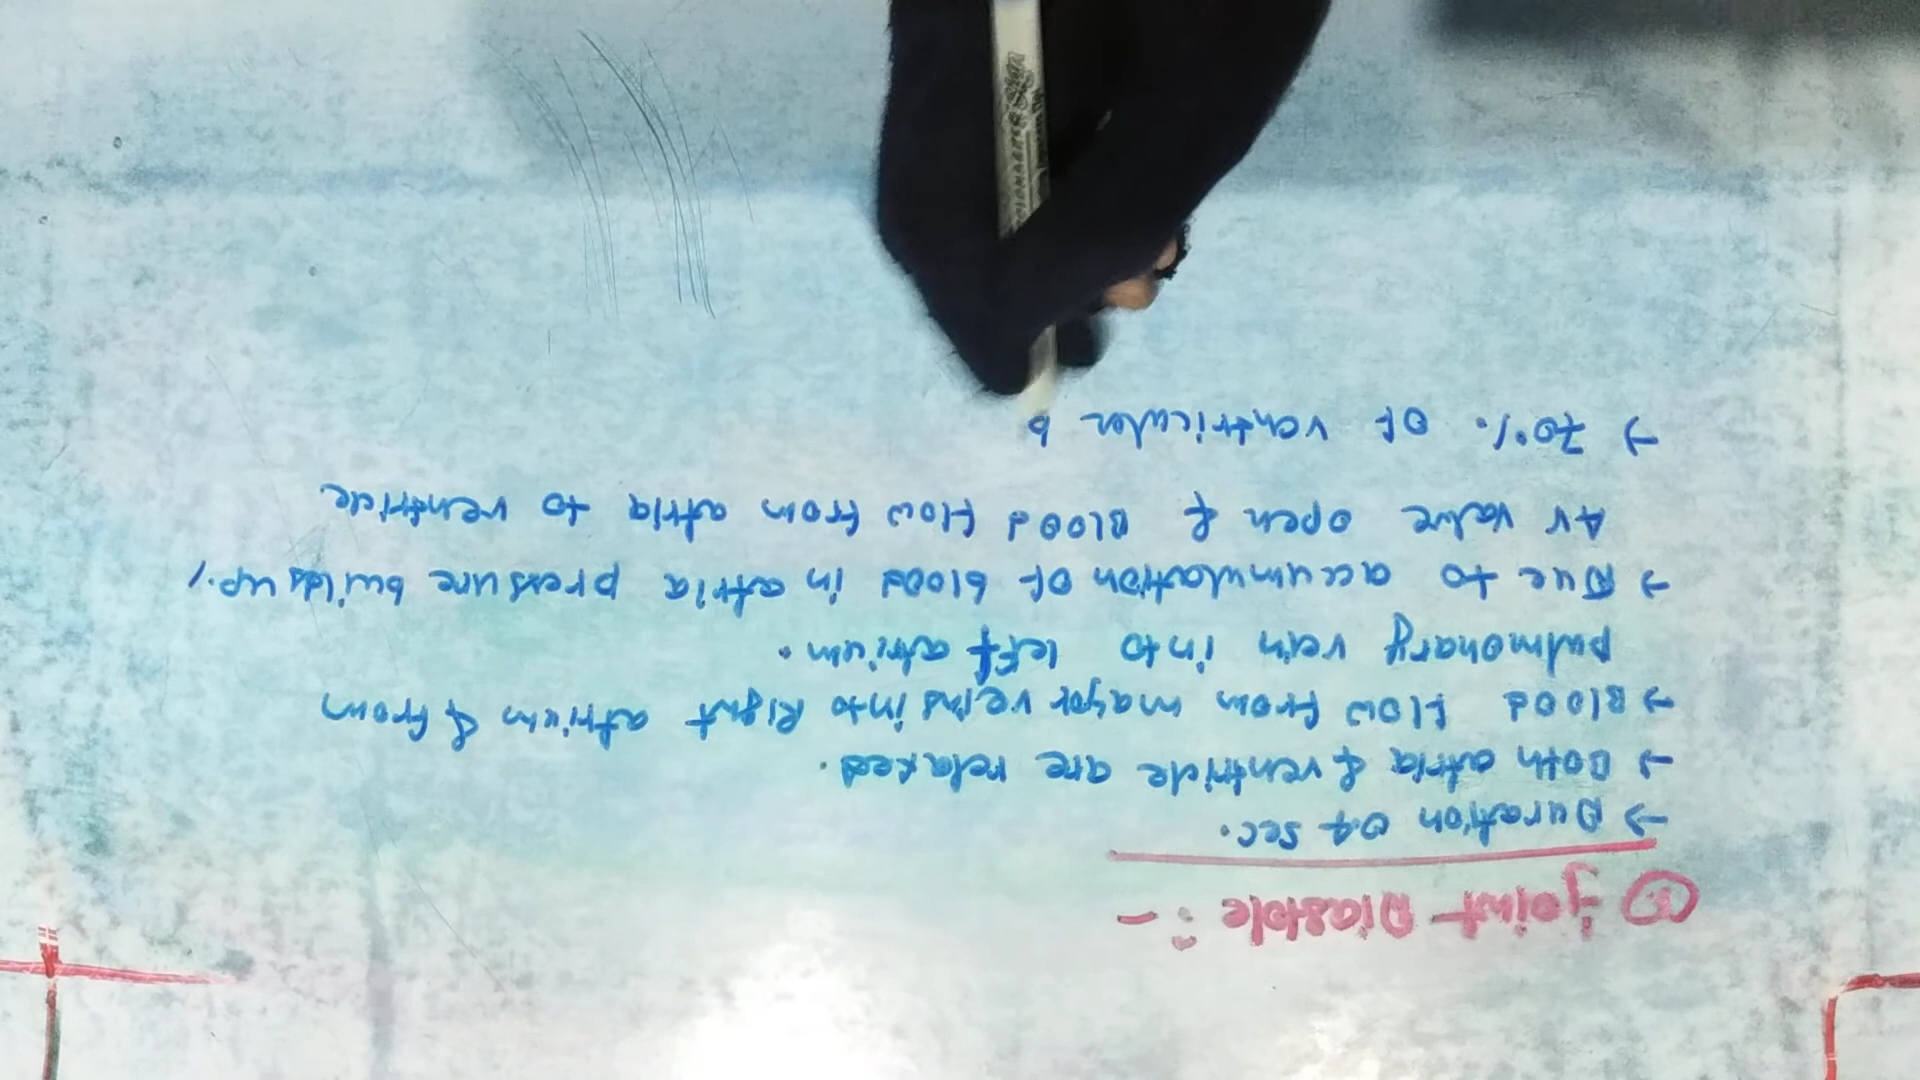 ③ Joint Diastole :-
→ Duration 0.4 sec.
→ Both atria & ventricle are relaxed.
→ Blood flow from major veins into Right atrium & from
pulmonary vein into left atrium.
→ Due to accumulation of blood in atria pressure builds up,
AV valve open & Blood flow from atria to ventricle.
→ 70% of ventricular b